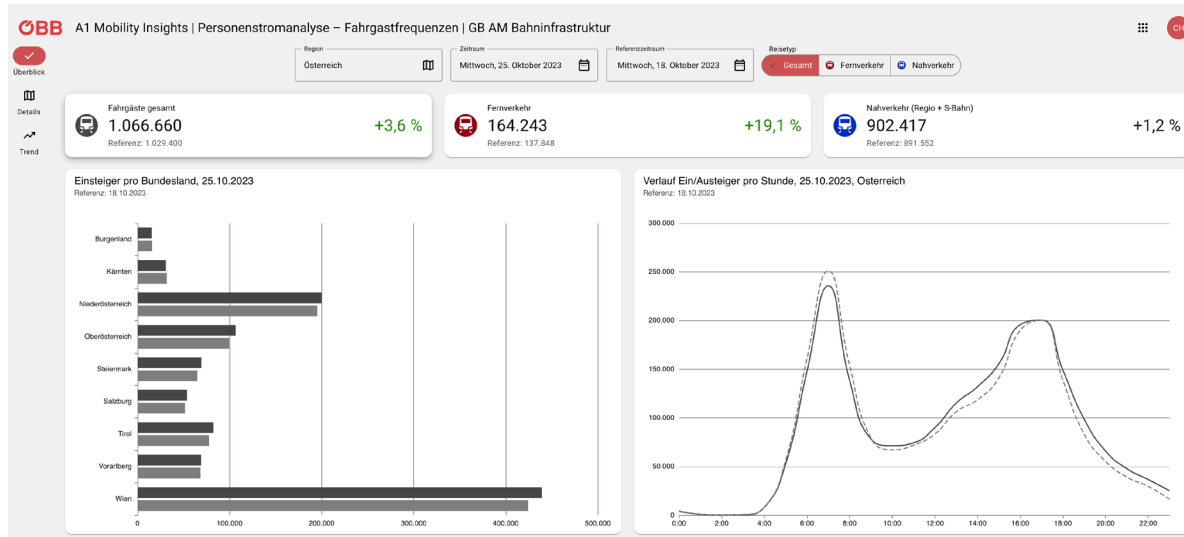 ÖBB A1 Mobility Insights | Personenstromanalyse – Fahrgastfrequenzen | GB AM Bahninfrastruktur
CH
Überblick
Details
Trend
Region
Österreich
Zeitraum
Mittwoch, 25. Oktober 2023
Referenzzeitraum
Mittwoch, 18. Oktober 2023
Reisetyp
Gesamt Fernverkehr Nahverkehr
Fahrgäste gesamt
1.066.660 +3,6 %
Referenz: 1.029.400
Fernverkehr
164.243 +19,1 %
Referenz: 137.848
Nahverkehr (Regio + S-Bahn)
902.417 +1,2 %
Referenz: 891.552
Einsteiger pro Bundesland, 25.10.2023
Referenz: 18.10.2023
Burgenland
Kärnten
Niederösterreich
Oberösterreich
Steiermark
Salzburg
Tirol
Vorarlberg
Wien
0 100.000 200.000 300.000 400.000 500.000
Verlauf Ein/Austeiger pro Stunde, 25.10.2023, Österreich
Referenz: 18.10.2023
300.000
250.000
200.000
150.000
100.000
50.000
0
0:00 2:00 4:00 6:00 8:00 10:00 12:00 14:00 16:00 18:00 20:00 22:00